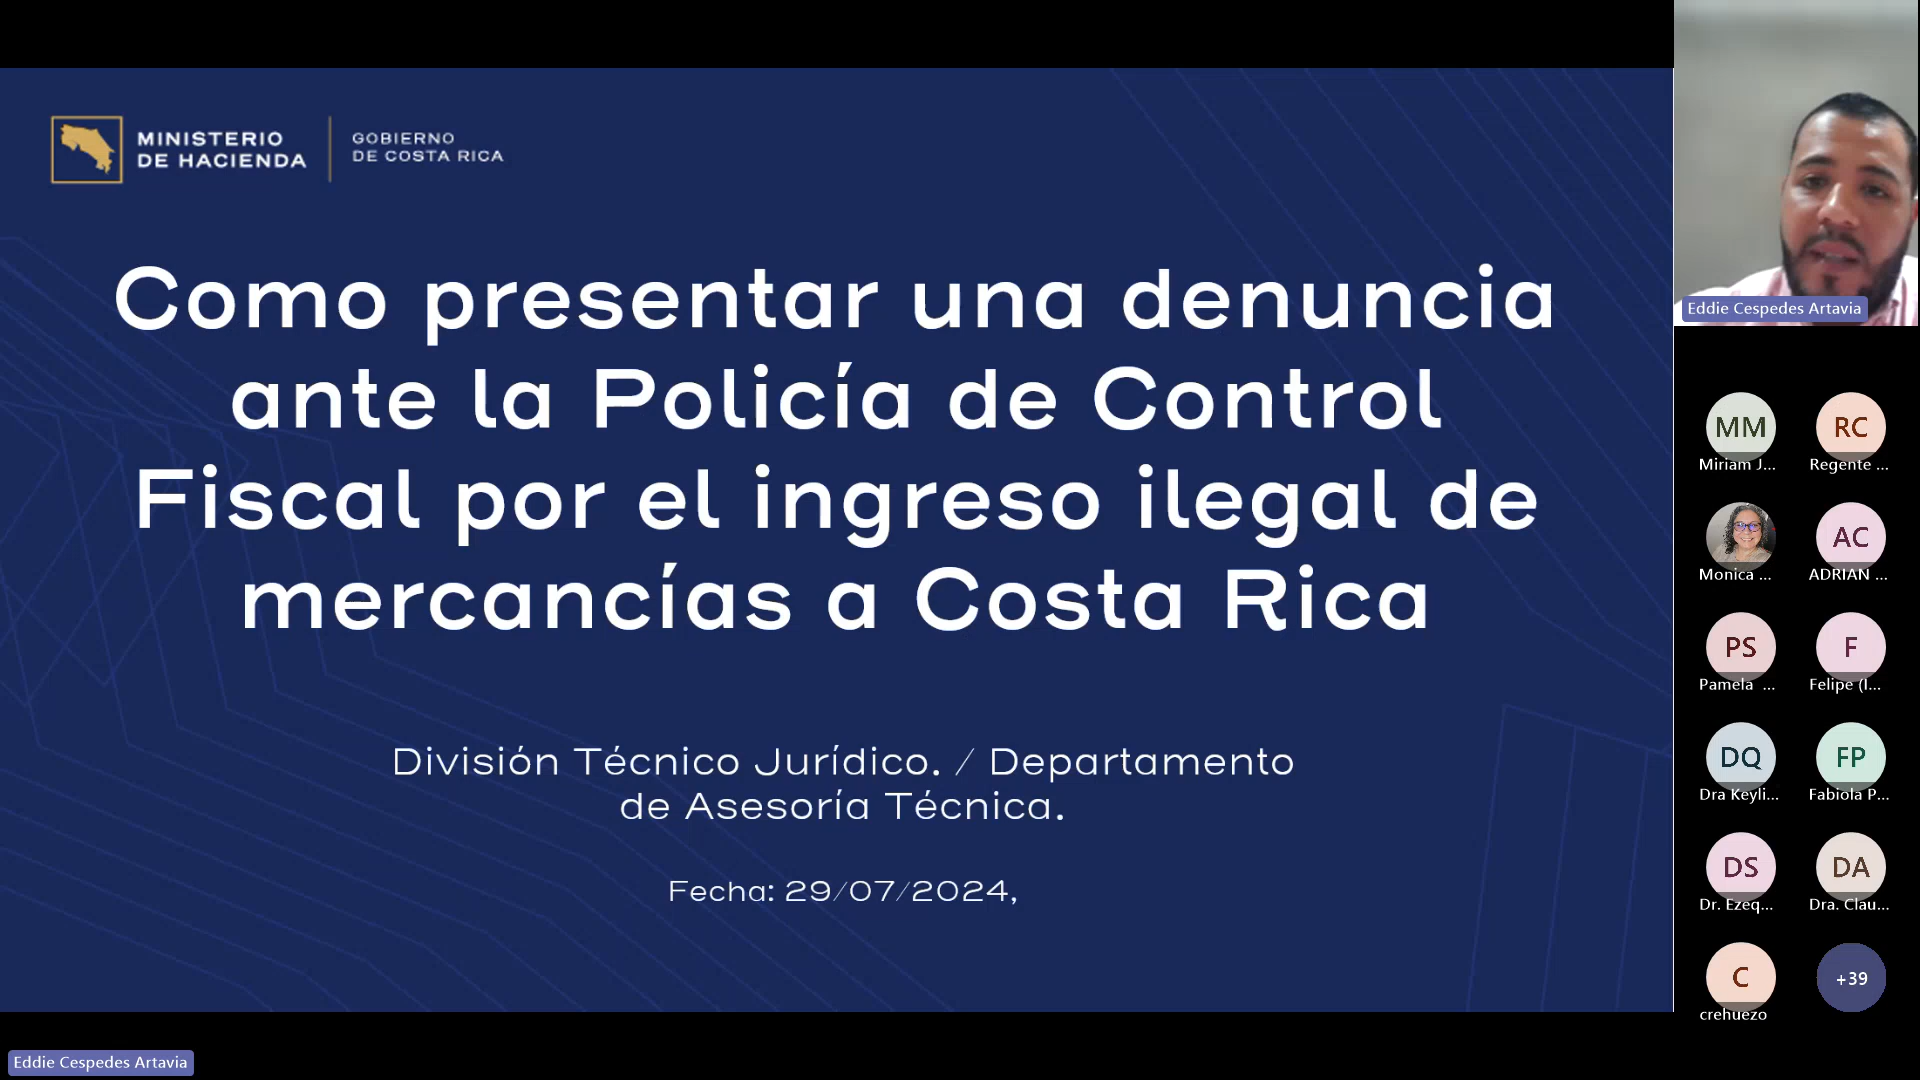 MINISTERIO
DE HACIENDA
GOBIERNO
DE COSTA RICA
Como presentar una denuncia
ante la Policía de Control
Fiscal por el ingreso ilegal de
mercancías a Costa Rica
División Técnico Jurídico. / Departamento
de Asesoría Técnica.
Fecha: 29/07/2024,
Eddie Cespedes Artavia
MM
Miriam J...
RC
Regente ...
Monica ...
AC
ADRIAN ...
PS
Pamela ...
F
Felipe (I...
DQ
Dra Keyli...
FP
Fabiola P...
DS
Dr. Ezeq...
DA
Dra. Clau...
C
crehuezo
+39
Eddie Cespedes Artavia